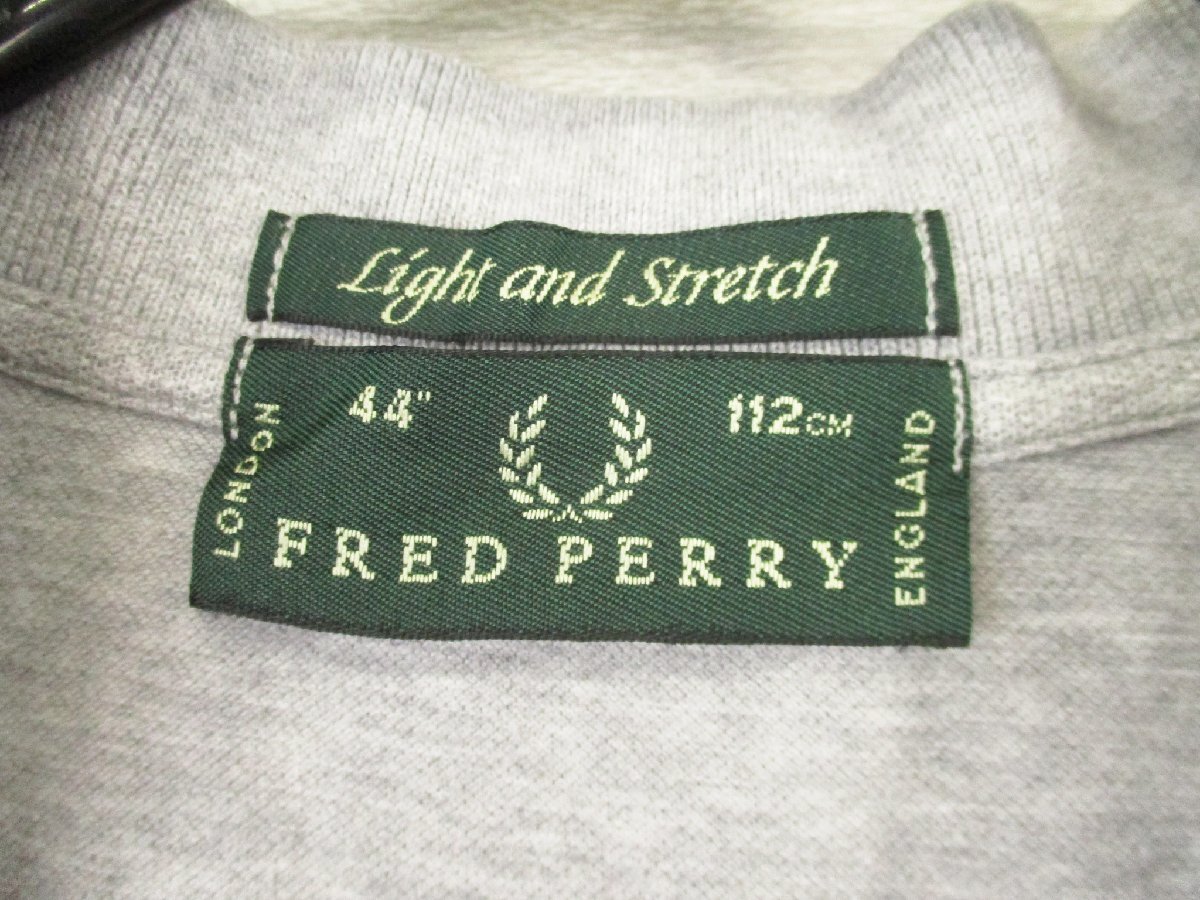 Light and Stretch
44" 112CM
LONDON
FRED PERRY
ENGLAND